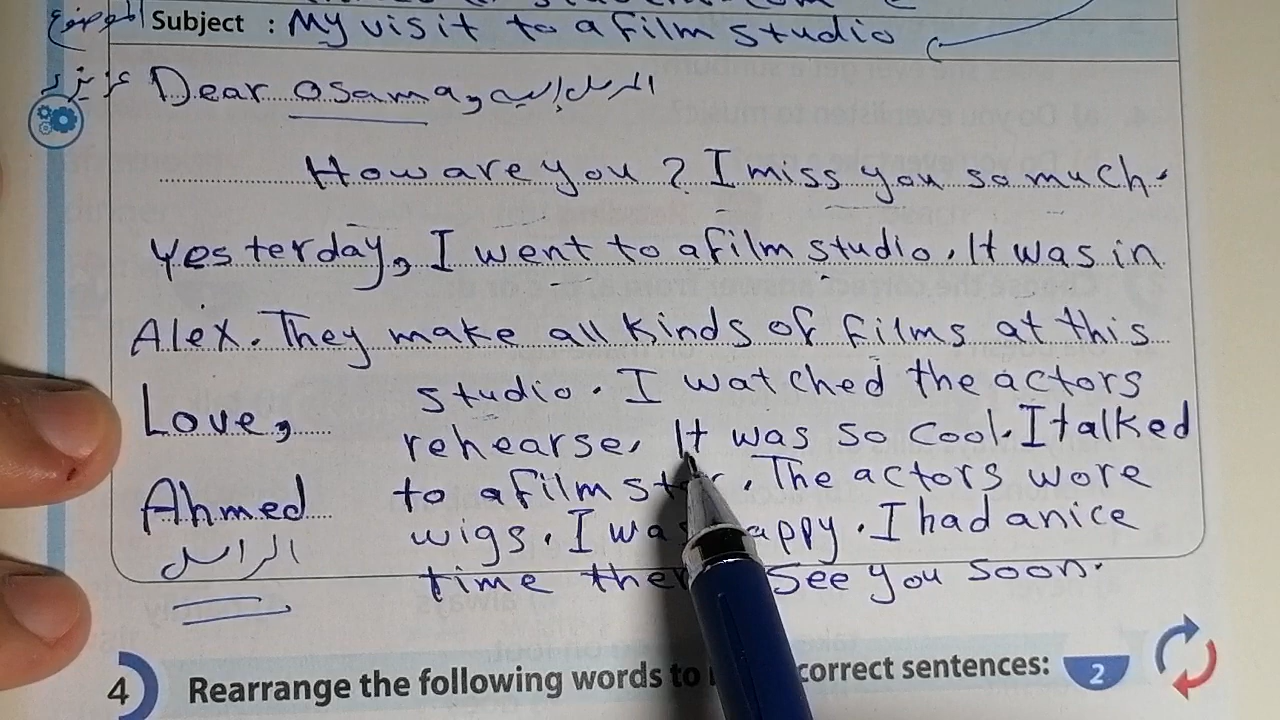 الموضوع Subject : My visit to a film studio
عزيزي Dear Osama, المرسل إليه
How are you ? I miss you so much.
Yesterday, I went to a film studio. It was in
Alex. They make all kinds of films at this
studio. I watched the actors
Love,
rehearse. It was so cool. I talked
to a film star. The actors wore
Ahmed
wigs. I was happy. I had a nice
الراسل
time there See you soon.
4 Rearrange the following words to correct sentences: 2